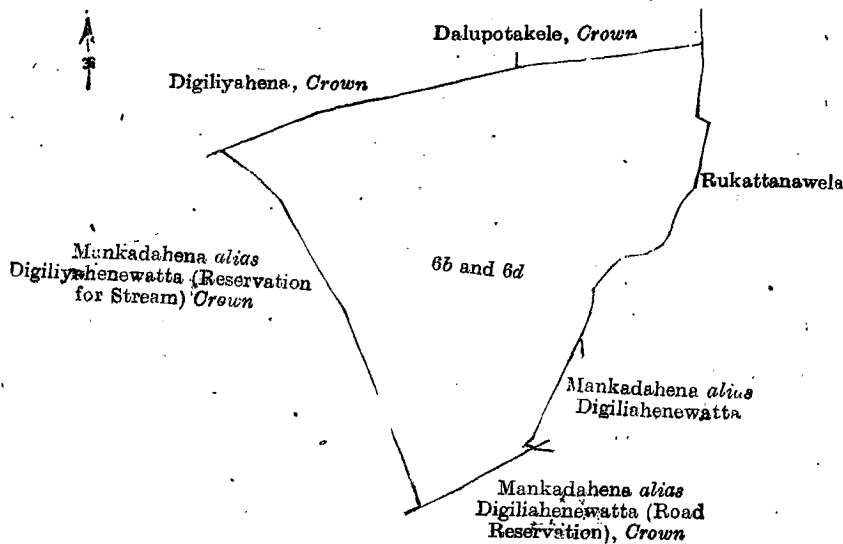 Dalupotakele, Crown
Digiliyahena, Crown
Rukattanawela
Mankadahena alias
Digiliyahenewatta (Reservation
for Stream) Crown
6b and 6d
Mankadahena alias
Digiliahenewatta
Mankadahena alias
Digiliahenewatta (Road
Reservation), Crown